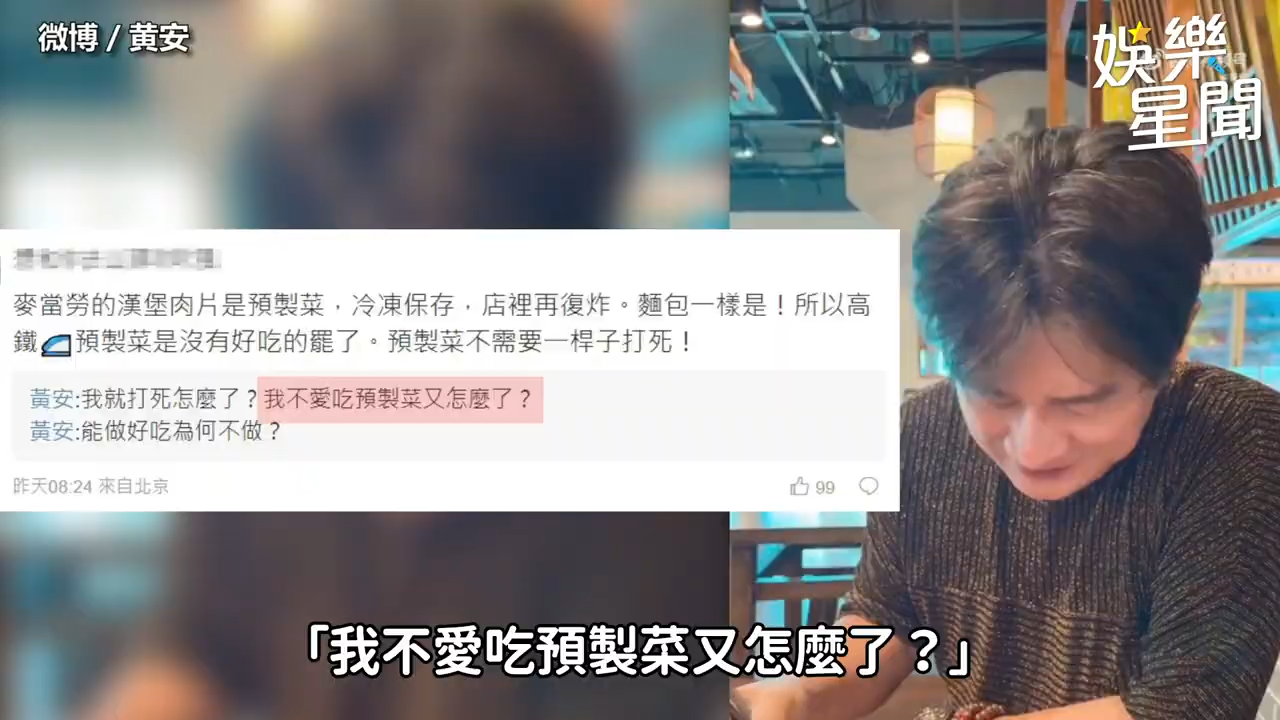 微博/黃安
娛樂
星聞
麥當勞的漢堡肉片是預製菜，冷凍保存，店裡再復炸。麵包一樣是！所以高
鐵🚄預製菜是沒有好吃的罷了。預製菜不需要一桿子打死！
黃安:我就打死怎麼了？我不愛吃預製菜又怎麼了？
黃安:能做好吃為何不做？
昨天08:24 來自北京
99
「我不愛吃預製菜又怎麼了？」